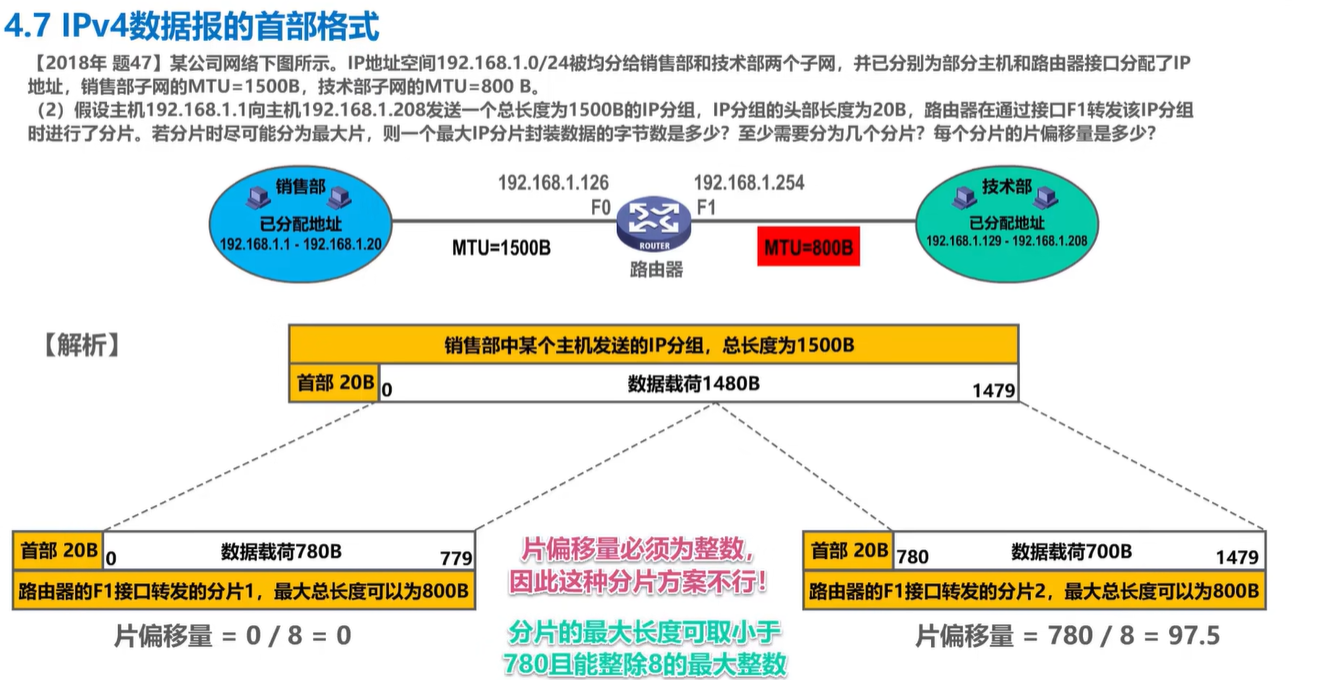 4.7 IPv4数据报的首部格式
【2018年 题47】某公司网络下图所示。IP地址空间192.168.1.0/24被均分给销售部和技术部两个子网，并已分别为部分主机和路由器接口分配了IP
地址，销售部子网的MTU=1500B，技术部子网的MTU=800 B。
（2）假设主机192.168.1.1向主机192.168.1.208发送一个总长度为1500B的IP分组，IP分组的头部长度为20B，路由器在通过接口F1转发该IP分组
时进行了分片。若分片时尽可能分为最大片，则一个最大IP分片封装数据的字节数是多少？至少需要分为几个分片？每个分片的片偏移量是多少？
销售部
已分配地址
192.168.1.1 - 192.168.1.20
192.168.1.126
F0
MTU=1500B
ROUTER
路由器
192.168.1.254
F1
MTU=800B
技术部
已分配地址
192.168.1.129 - 192.168.1.208
【解析】
销售部中某个主机发送的IP分组，总长度为1500B
首部 20B 0 数据载荷1480B 1479
首部 20B 0 数据载荷780B 779
路由器的F1接口转发的分片1，最大总长度可以为800B
片偏移量 = 0 / 8 = 0
片偏移量必须为整数，
因此这种分片方案不行！
分片的最大长度可取小于
780且能整除8的最大整数
首部 20B 780 数据载荷700B 1479
路由器的F1接口转发的分片2，最大总长度可以为800B
片偏移量 = 780 / 8 = 97.5